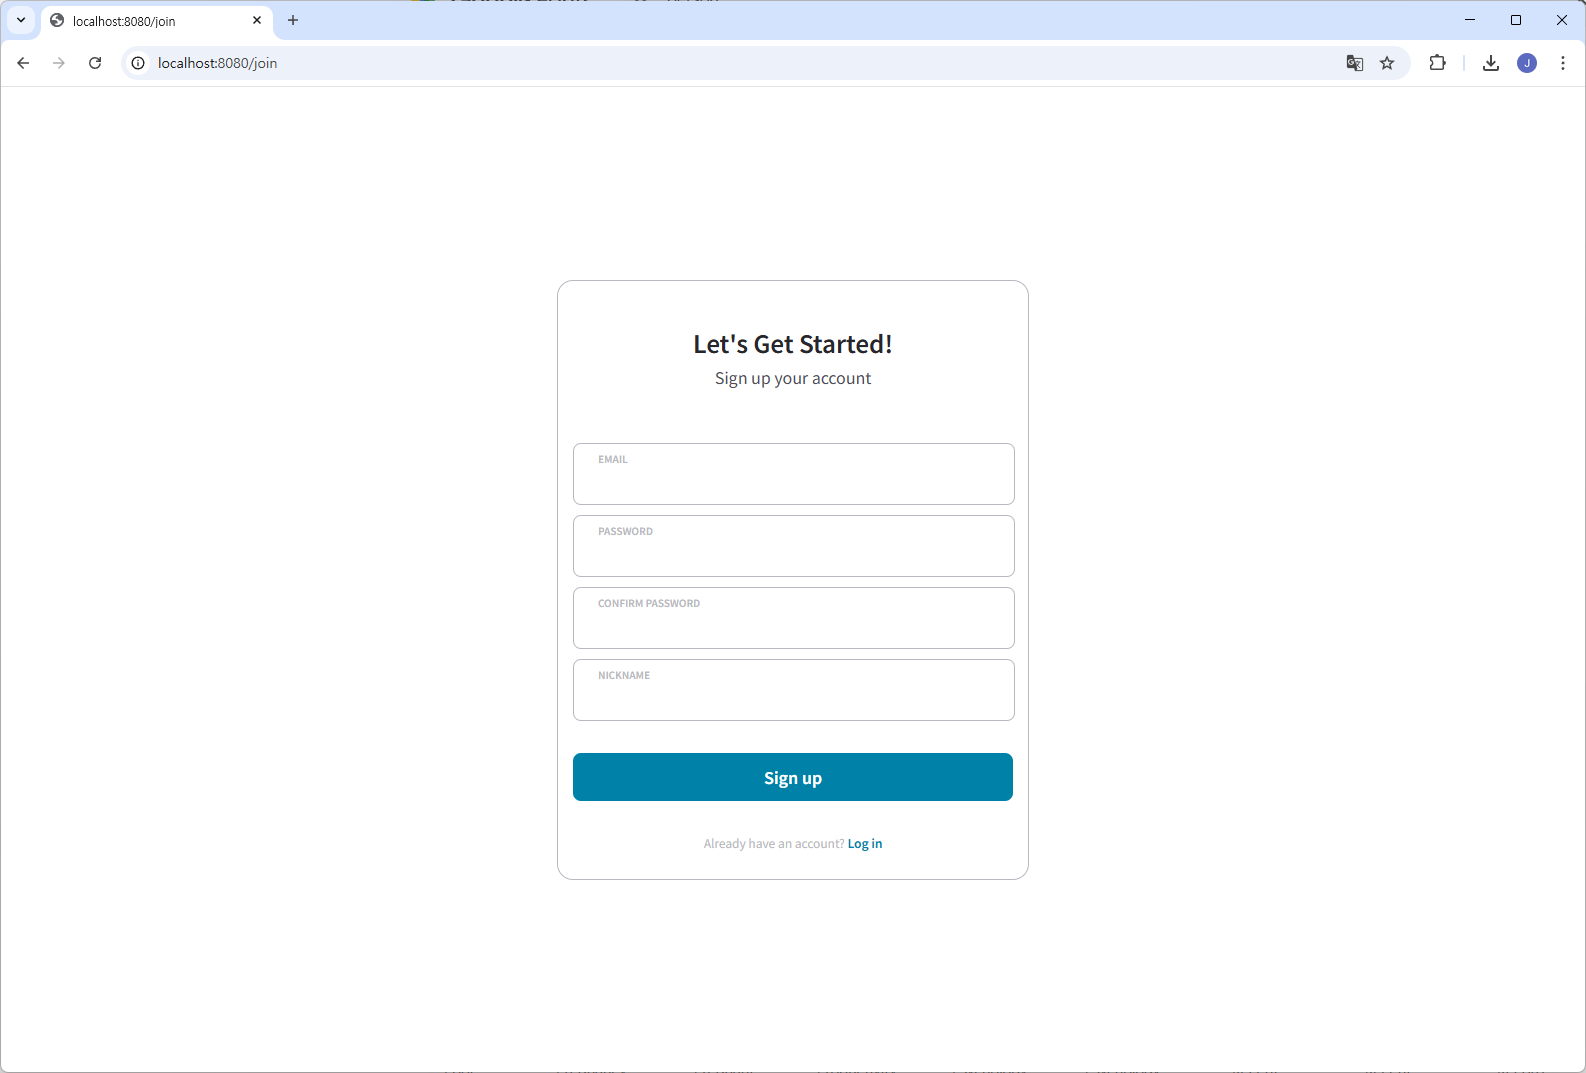 localhost:8080/join
localhost:8080/join
J
Let's Get Started!
Sign up your account
EMAIL
PASSWORD
CONFIRM PASSWORD
NICKNAME
Sign up
Already have an account? Log in